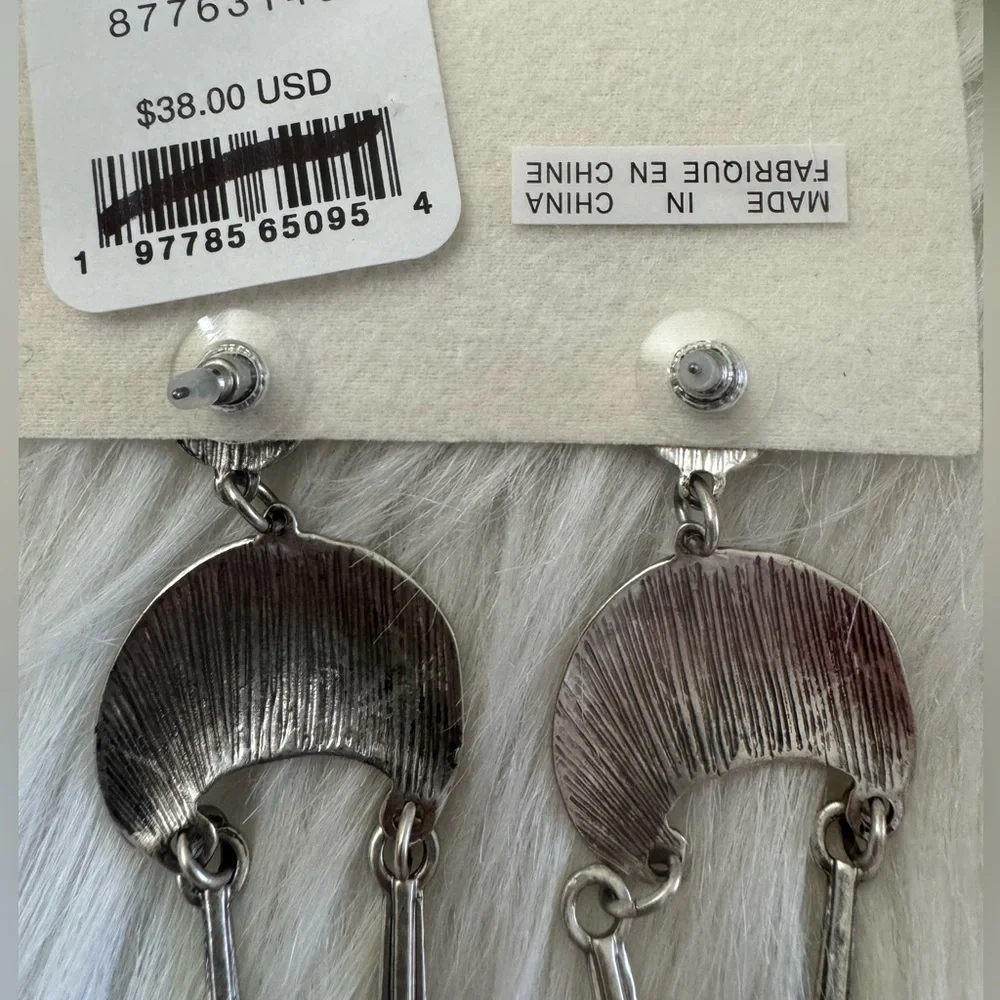 $38.00 USD
1 97785 65095 4
MADE IN CHINA
FABRIQUE EN CHINE